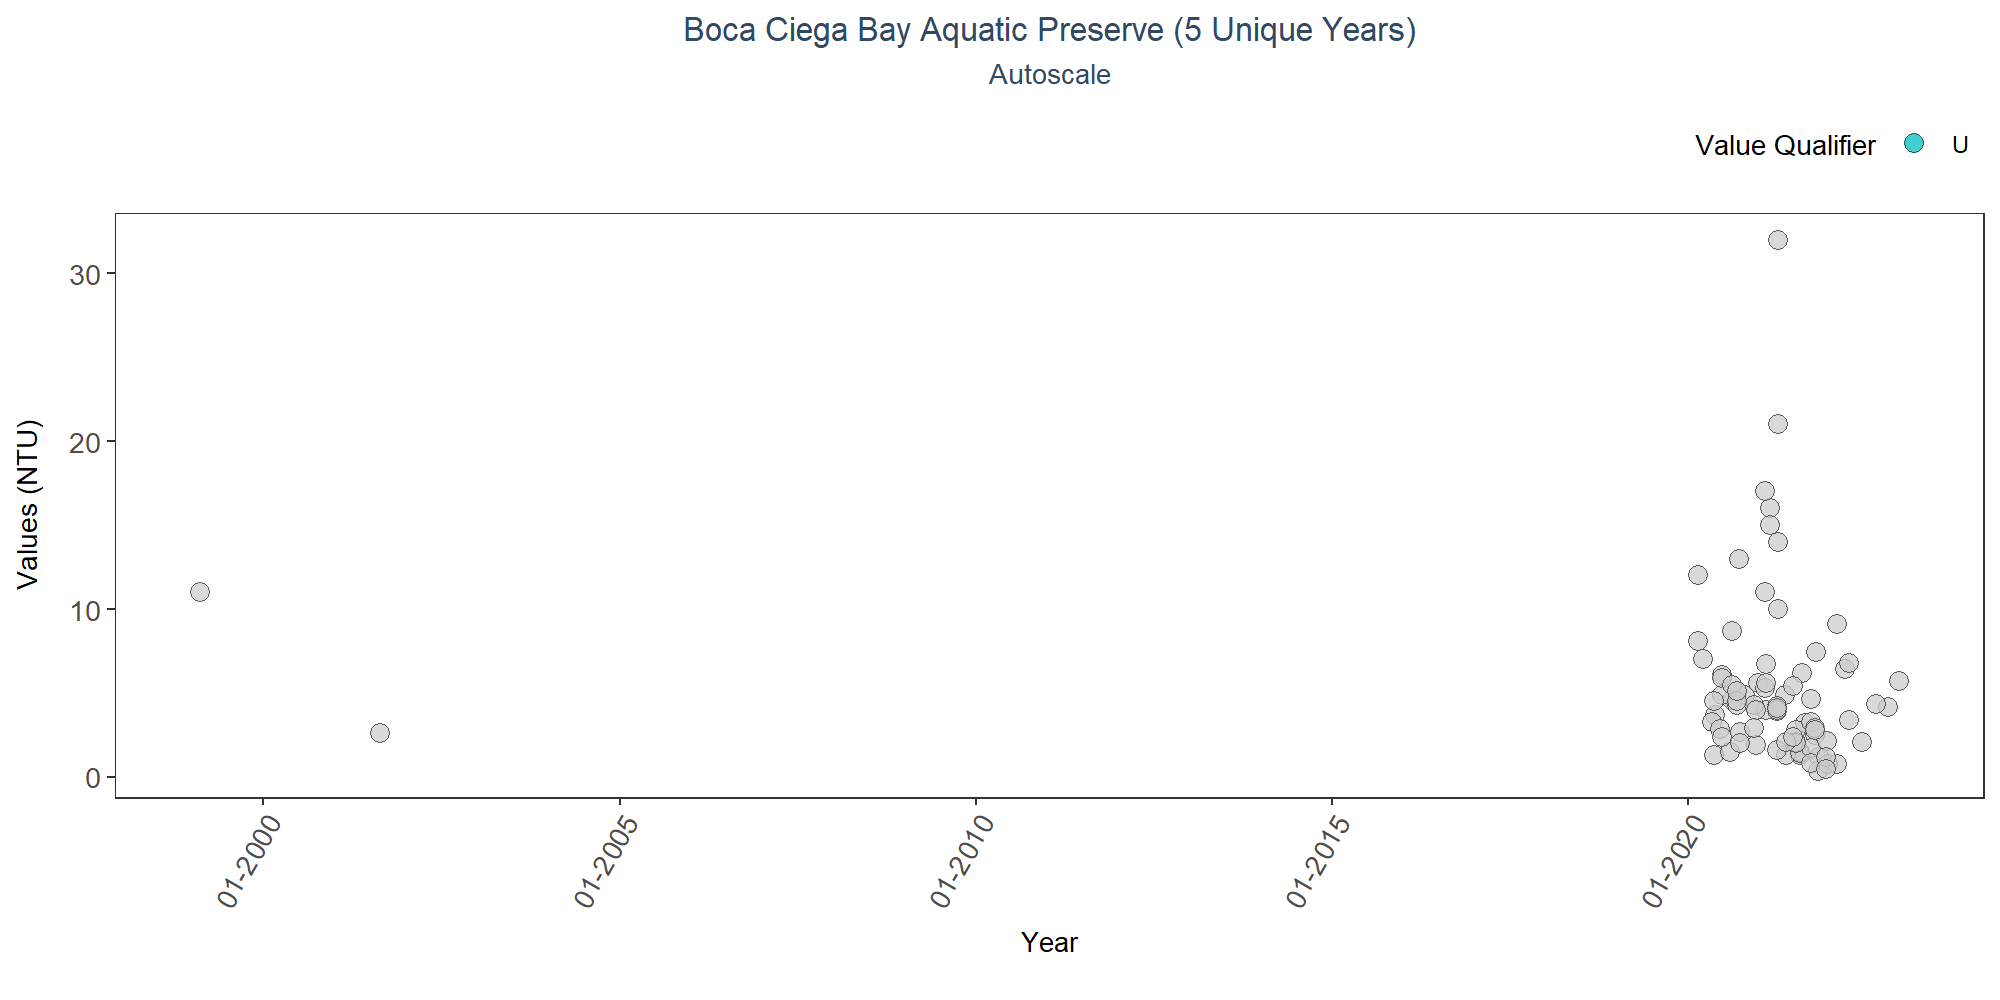 Boca Ciega Bay Aquatic Preserve (5 Unique Years)
Autoscale
Value Qualifier U
Values (NTU)
30
20
10
0
01-2000 01-2005 01-2010 01-2015 01-2020
Year